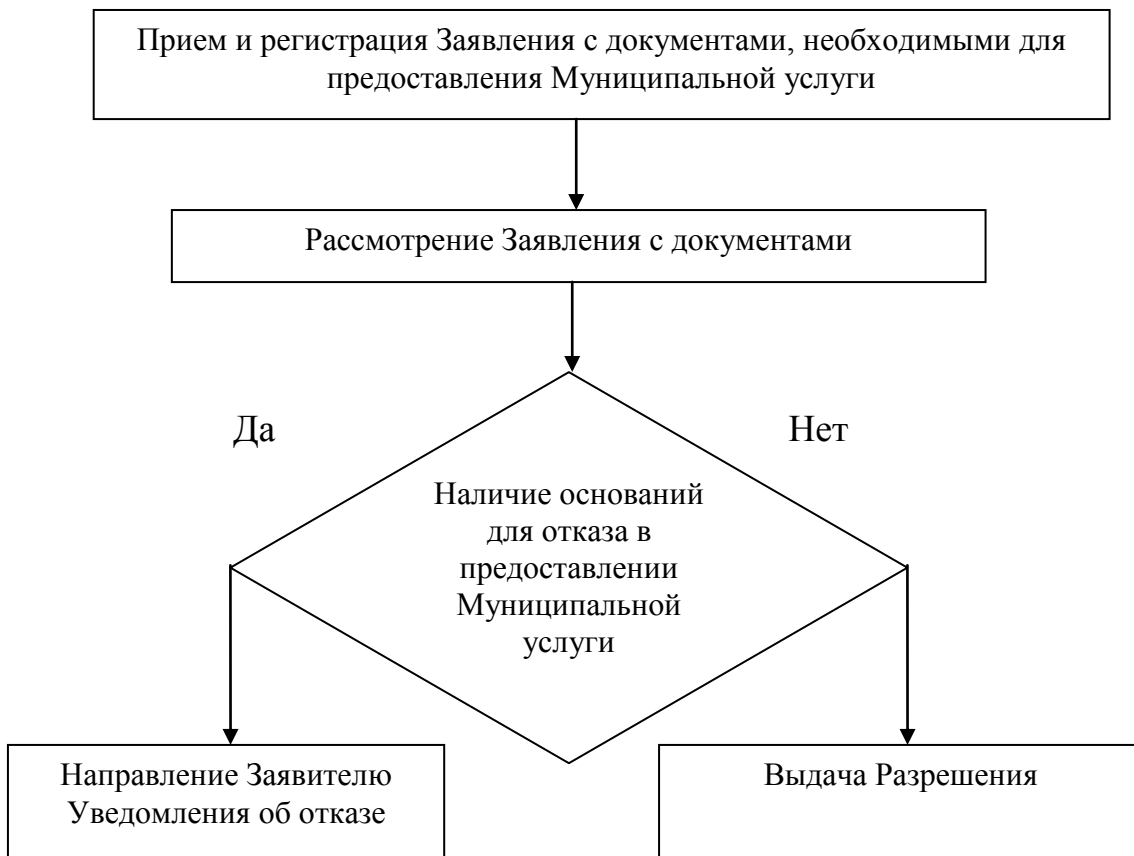 Прием и регистрация Заявления с документами, необходимыми для
предоставления Муниципальной услуги
Рассмотрение Заявления с документами
Да
Нет
Наличие оснований
для отказа в
предоставлении
Муниципальной
услуги
Направление Заявителю
Уведомления об отказе
Выдача Разрешения